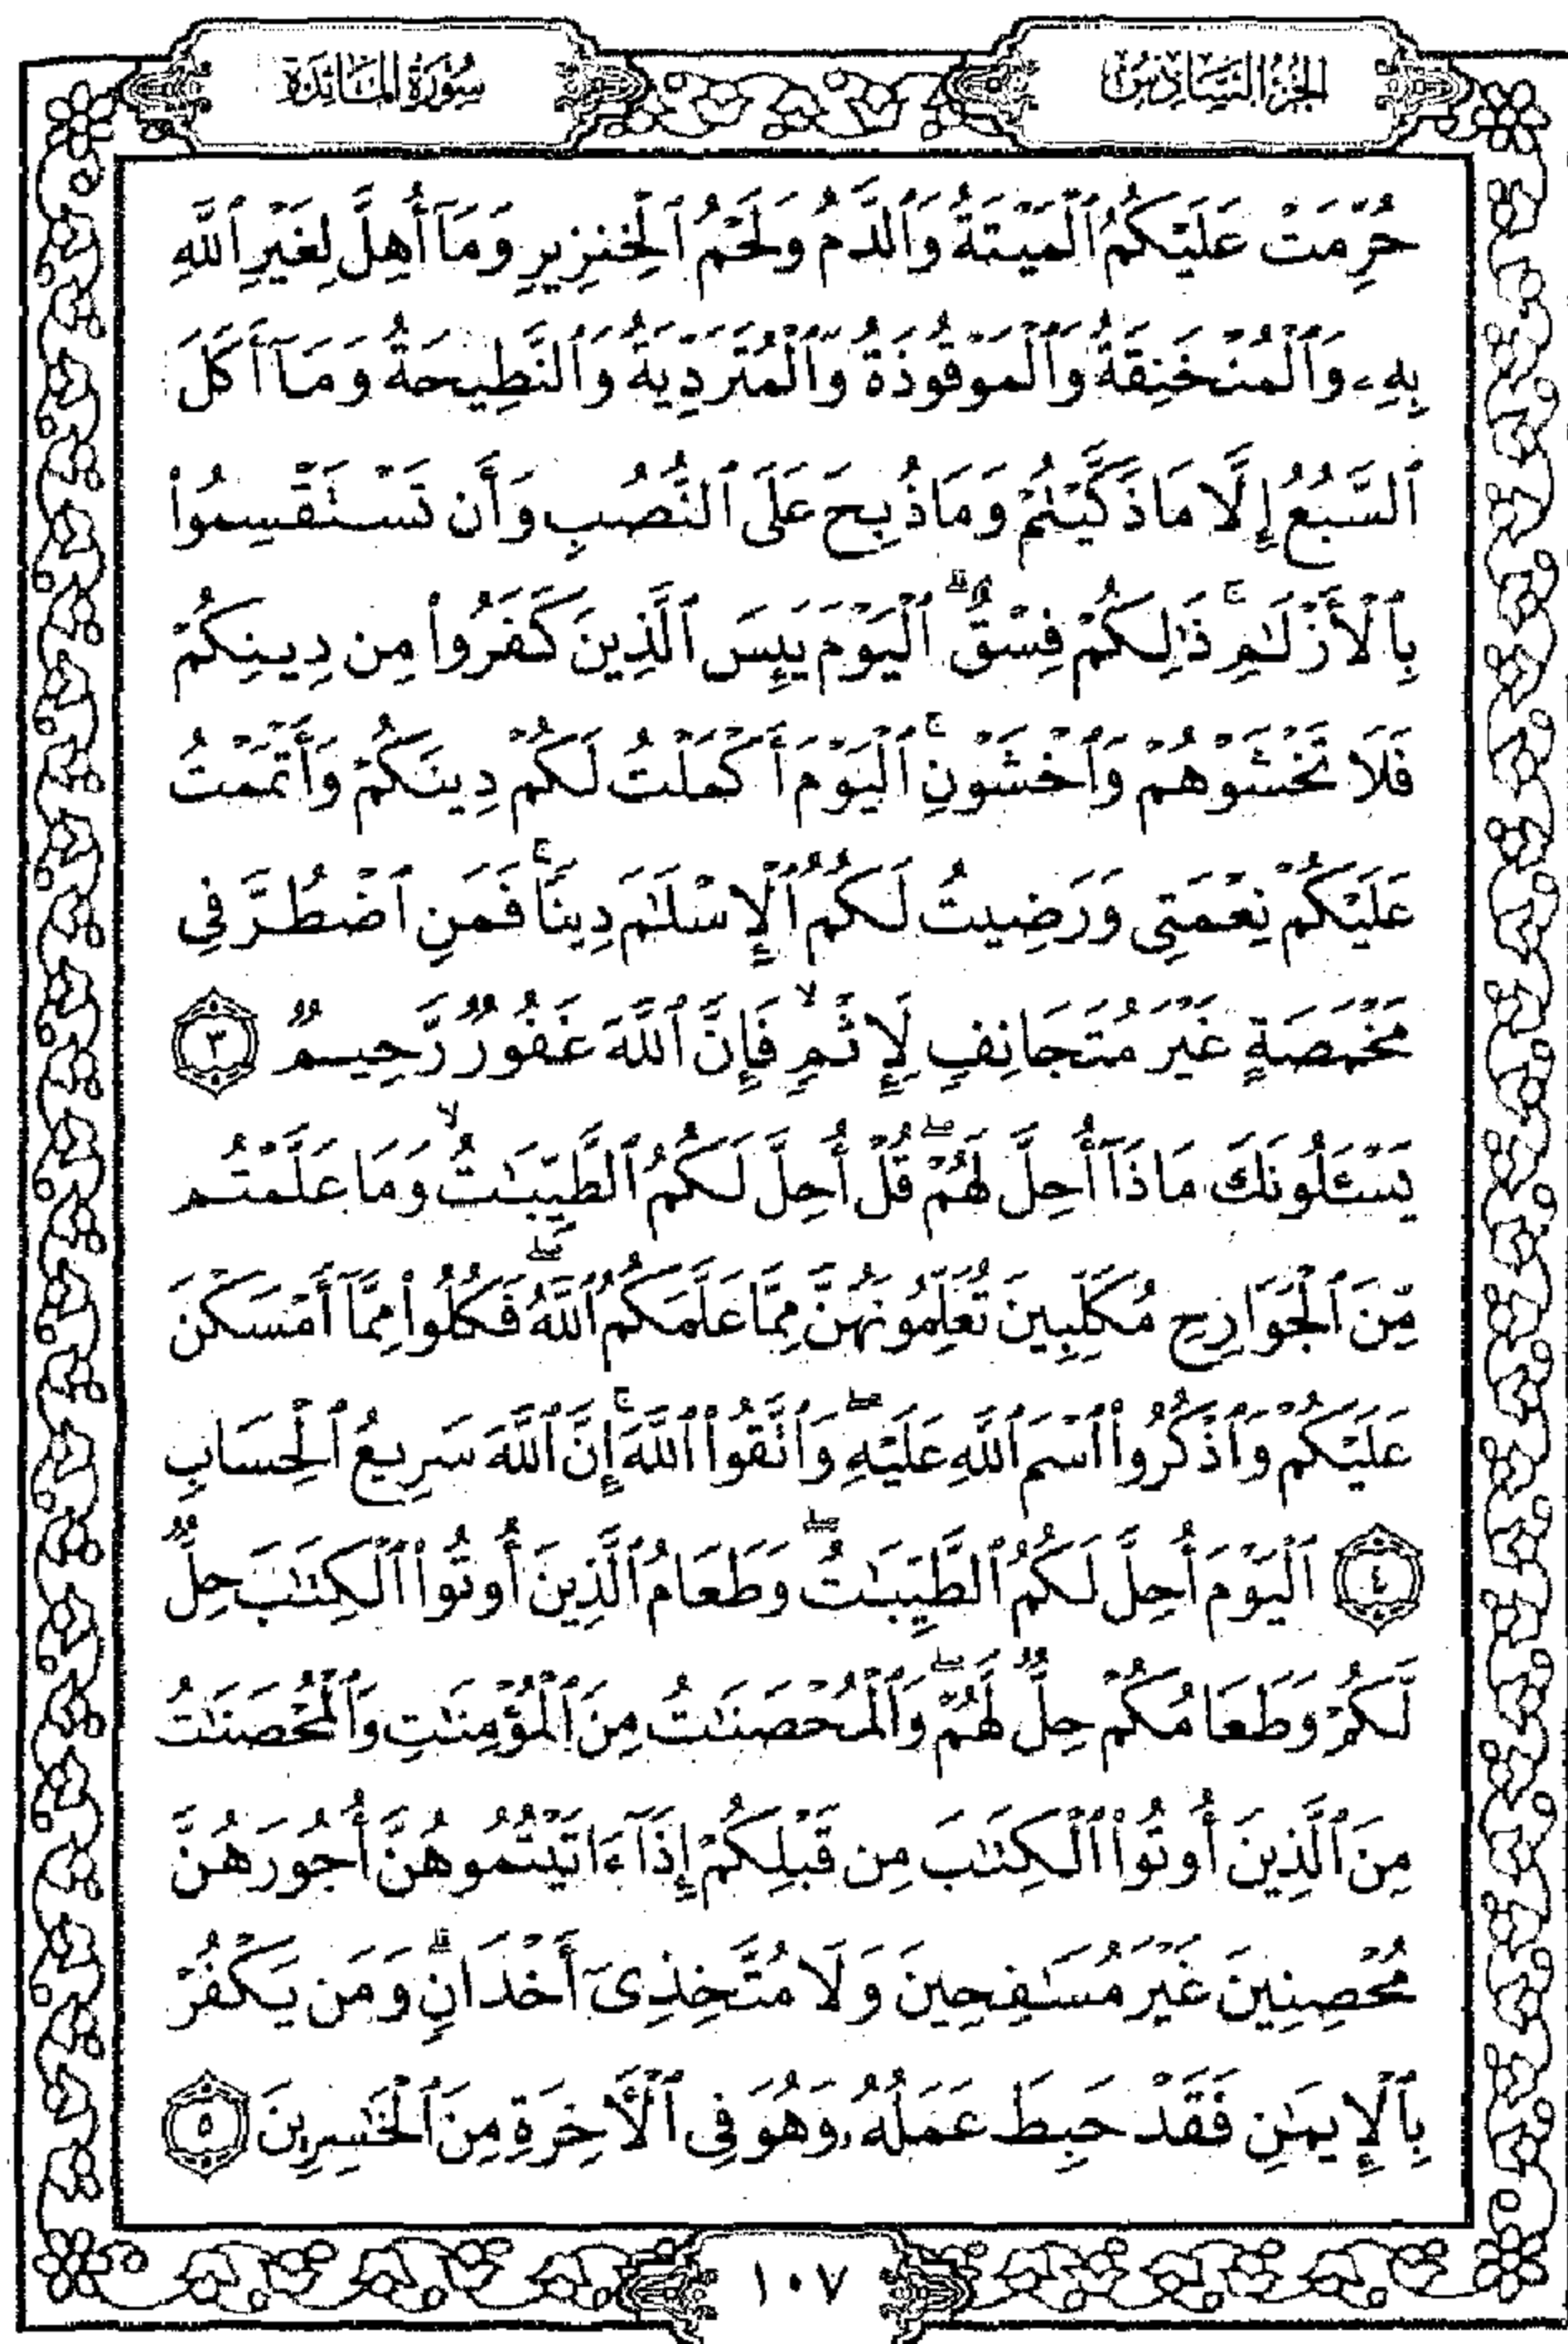 الجزء السادس
سورة المائدة
حُرِّمَتْ عَلَيْكُمُ ٱلْمَيْتَةُ وَٱلدَّمُ وَلَحْمُ ٱلْخِنزِيرِ وَمَآ أُهِلَّ لِغَيْرِ ٱللَّهِ
بِهِۦ وَٱلْمُنْخَنِقَةُ وَٱلْمَوْقُوذَةُ وَٱلْمُتَرَدِّيَةُ وَٱلنَّطِيحَةُ وَمَآ أَكَلَ
ٱلسَّبُعُ إِلَّا مَا ذَكَّيْتُمْ وَمَا ذُبِحَ عَلَى ٱلنُّصُبِ وَأَن تَسْتَقْسِمُوا۟
بِٱلْأَزْلَٰمِ ۚ ذَٰلِكُمْ فِسْقٌ ۗ ٱلْيَوْمَ يَئِسَ ٱلَّذِينَ كَفَرُوا۟ مِن دِينِكُمْ
فَلَا تَخْشَوْهُمْ وَٱخْشَوْنِ ۚ ٱلْيَوْمَ أَكْمَلْتُ لَكُمْ دِينَكُمْ وَأَتْمَمْتُ
عَلَيْكُمْ نِعْمَتِى وَرَضِيتُ لَكُمُ ٱلْإِسْلَٰمَ دِينًا ۚ فَمَنِ ٱضْطُرَّ فِى
مَخْمَصَةٍ غَيْرَ مُتَجَانِفٍ لِّإِثْمٍ ۙ فَإِنَّ ٱللَّهَ غَفُورٌ رَّحِيمٌ ٣
يَسْـَٔلُونَكَ مَاذَآ أُحِلَّ لَهُمْ ۖ قُلْ أُحِلَّ لَكُمُ ٱلطَّيِّبَٰتُ ۙ وَمَا عَلَّمْتُم
مِّنَ ٱلْجَوَارِحِ مُكَلِّبِينَ تُعَلِّمُونَهُنَّ مِمَّا عَلَّمَكُمُ ٱللَّهُ ۖ فَكُلُوا۟ مِمَّآ أَمْسَكْنَ
عَلَيْكُمْ وَٱذْكُرُوا۟ ٱسْمَ ٱللَّهِ عَلَيْهِ ۖ وَٱتَّقُوا۟ ٱللَّهَ ۚ إِنَّ ٱللَّهَ سَرِيعُ ٱلْحِسَابِ
٤ ٱلْيَوْمَ أُحِلَّ لَكُمُ ٱلطَّيِّبَٰتُ ۖ وَطَعَامُ ٱلَّذِينَ أُوتُوا۟ ٱلْكِتَٰبَ حِلٌّ
لَّكُمْ وَطَعَامُكُمْ حِلٌّ لَّهُمْ ۖ وَٱلْمُحْصَنَٰتُ مِنَ ٱلْمُؤْمِنَٰتِ وَٱلْمُحْصَنَٰتُ
مِنَ ٱلَّذِينَ أُوتُوا۟ ٱلْكِتَٰبَ مِن قَبْلِكُمْ إِذَآ ءَاتَيْتُمُوهُنَّ أُجُورَهُنَّ
مُحْصِنِينَ غَيْرَ مُسَٰفِحِينَ وَلَا مُتَّخِذِىٓ أَخْدَانٍ ۗ وَمَن يَكْفُرْ
بِٱلْإِيمَٰنِ فَقَدْ حَبِطَ عَمَلُهُۥ وَهُوَ فِى ٱلْءَاخِرَةِ مِنَ ٱلْخَٰسِرِينَ ٥
١٠٧